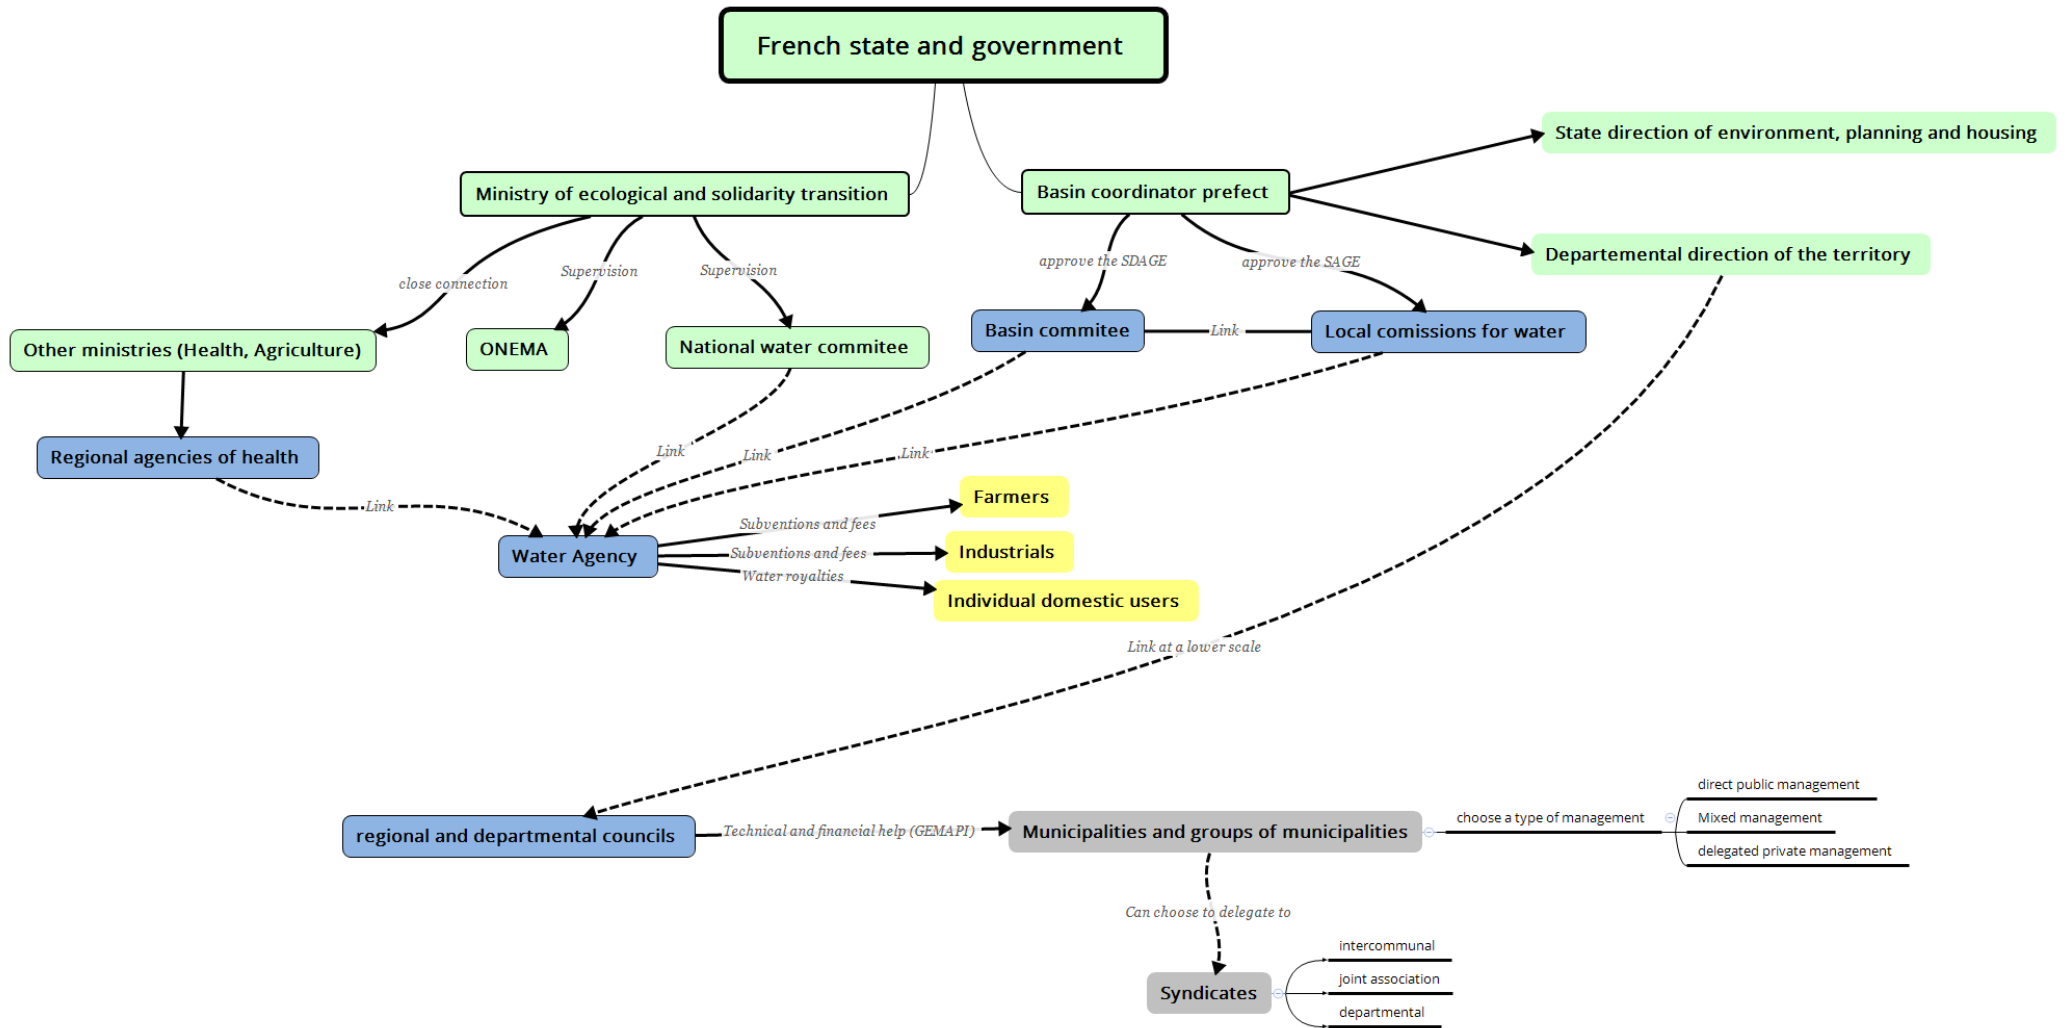 French state and government
State direction of environment, planning and housing
Ministry of ecological and solidarity transition
Basin coordinator prefect
Departemental direction of the territory
close connection
Supervision
Supervision
approve the SDAGE
approve the SAGE
Other ministries (Health, Agriculture)
ONEMA
National water commitee
Basin commitee
Link
Local comissions for water
Regional agencies of health
Link
Link
Link
Link
Water Agency
Subventions and fees
Farmers
Subventions and fees
Industrials
Water royalties
Individual domestic users
Link at a lower scale
regional and departmental councils
Technical and financial help (GEMAPI)
Municipalities and groups of municipalities
choose a type of management
direct public management
Mixed management
delegated private management
Can choose to delegate to
Syndicates
intercommunal
joint association
departmental